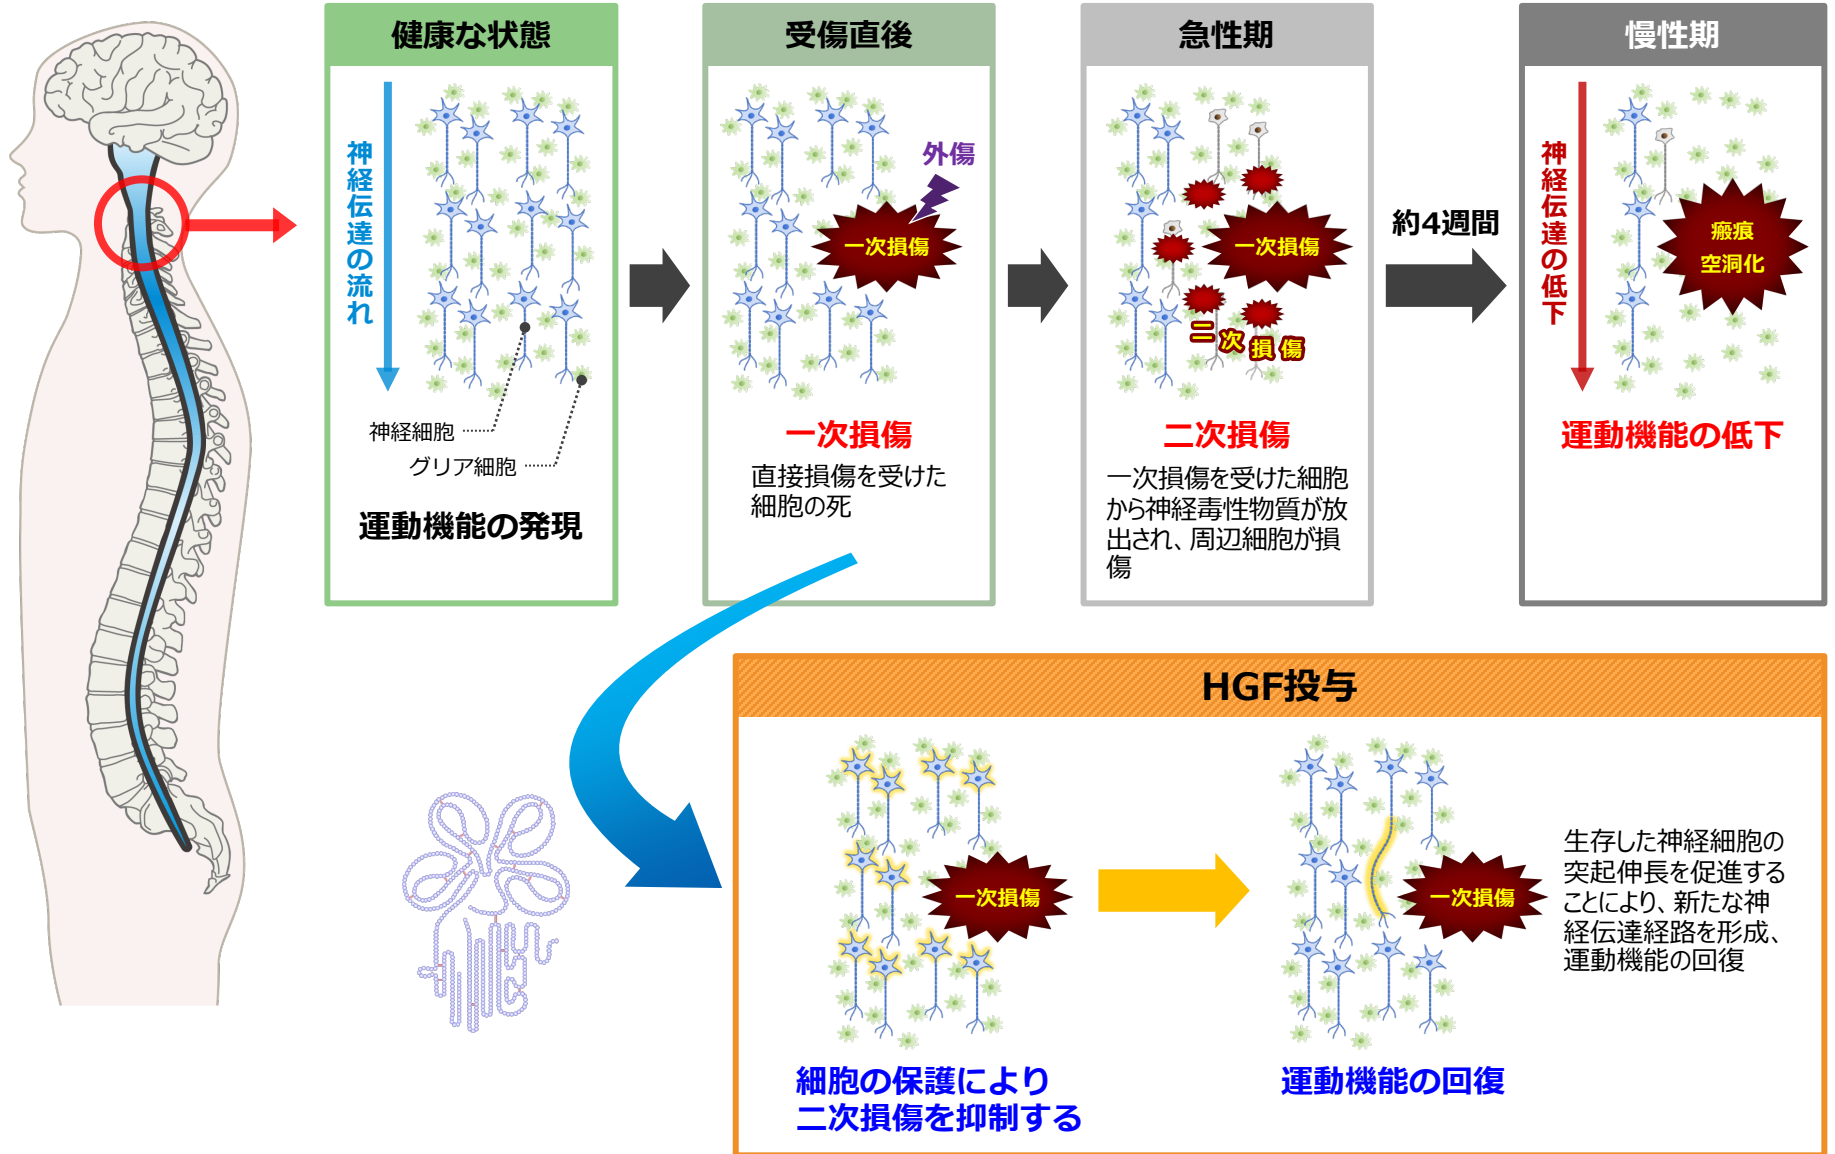 健康な状態
神経伝達の流れ
神経細胞
グリア細胞
運動機能の発現
受傷直後
外傷
一次損傷
一次損傷
直接損傷を受けた
細胞の死
急性期
一次損傷
二次損傷
二次損傷
一次損傷を受けた細胞
から神経毒性物質が放
出され、周辺細胞が損
傷
約4週間
慢性期
神経伝達の低下
瘢痕
空洞化
運動機能の低下
HGF投与
一次損傷
細胞の保護により
二次損傷を抑制する
一次損傷
運動機能の回復
生存した神経細胞の
突起伸長を促進する
ことにより、新たな神
経伝達経路を形成、
運動機能の回復